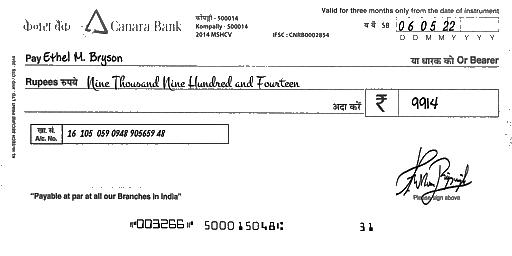 Valid for three months only from the date of instrument
केनरा बैंक Canara Bank
कोंपल्ली - 500014
Kompally - 500014
2014 MSHCV
IFSC : CNRB0002854
SB 06 05 22
D D M M Y Y Y Y
Pay Ethel M. Bryson
या धारक को Or Bearer
Rupees रुपये Nine Thousand Nine Hundred and Fourteen
अदा करें ₹ 9914
खा. सं.
A/c. No. 16 105 059 0948 905659 48
Please sign above
"Payable at par at all our Branches in India"
⑈003266⑈ 500015048⑆ 31